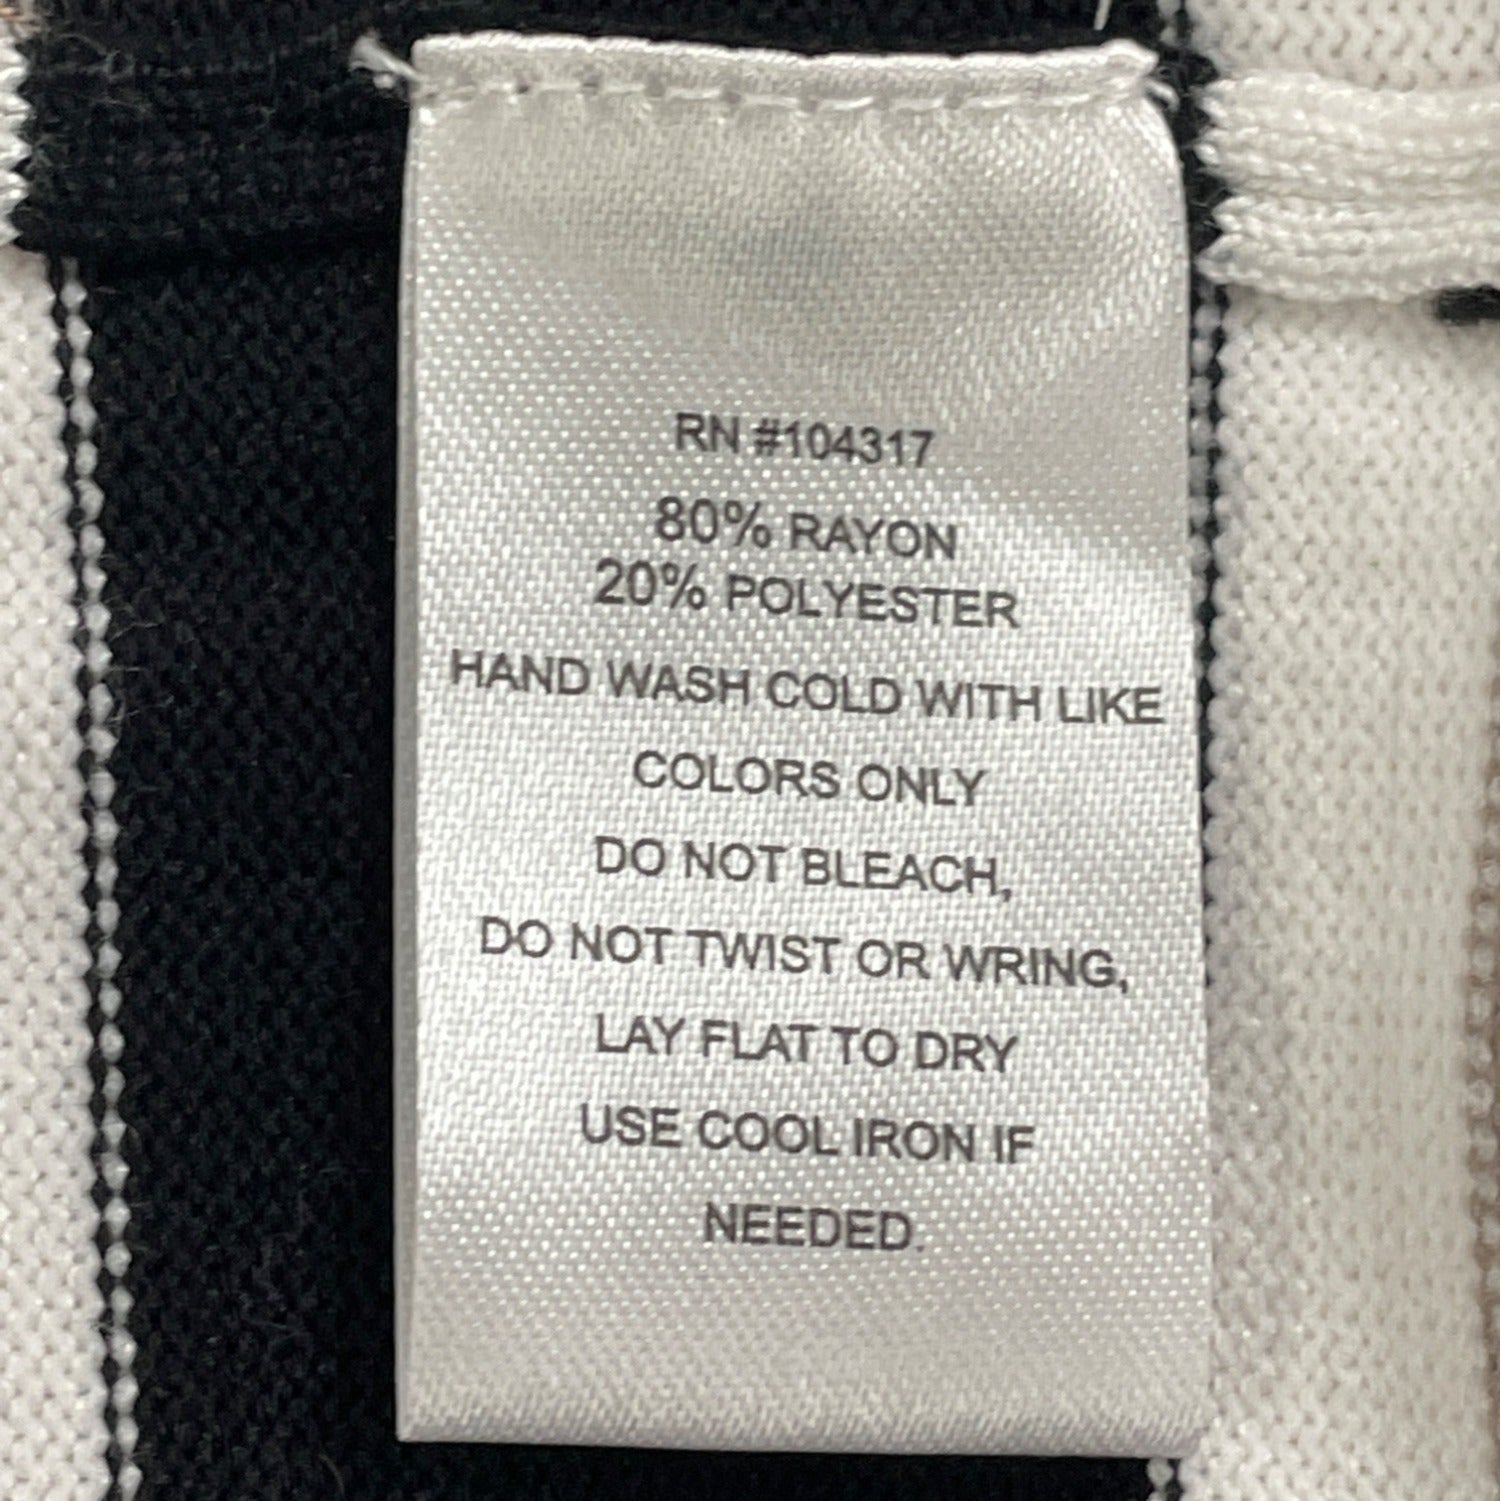 RN #104317
80% RAYON
20% POLYESTER
HAND WASH COLD WITH LIKE
COLORS ONLY
DO NOT BLEACH,
DO NOT TWIST OR WRING,
LAY FLAT TO DRY
USE COOL IRON IF
NEEDED.